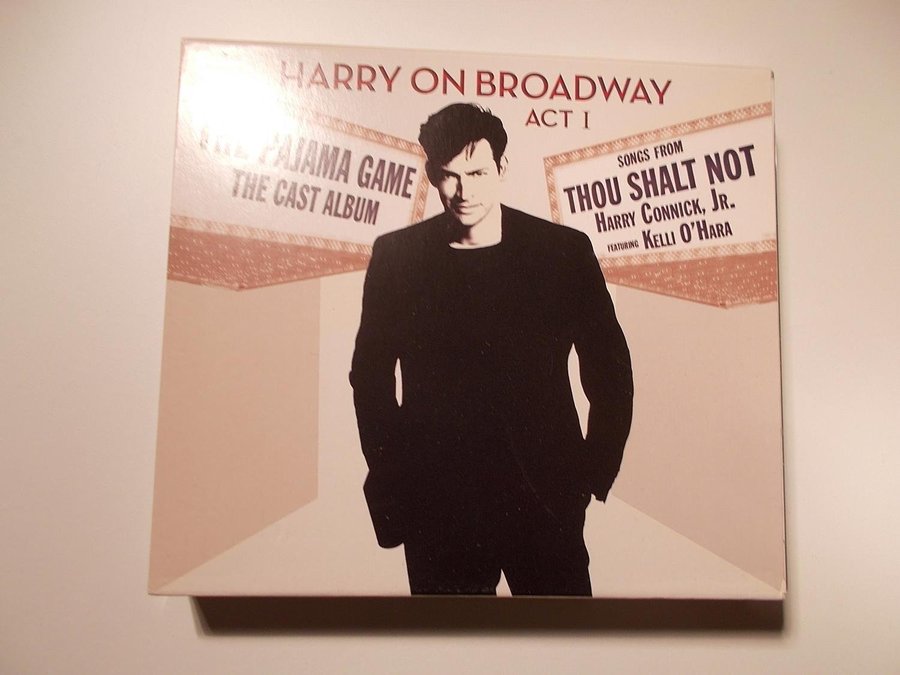 HARRY ON BROADWAY
ACT I
THE PAJAMA GAME
THE CAST ALBUM
SONGS FROM
THOU SHALT NOT
HARRY CONNICK, JR.
FEATURING KELLI O'HARA